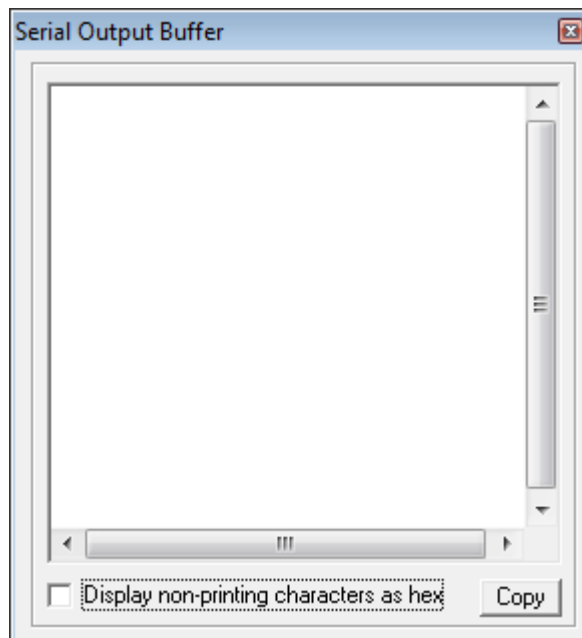 Serial Output Buffer
Display non-printing characters as hex
Copy